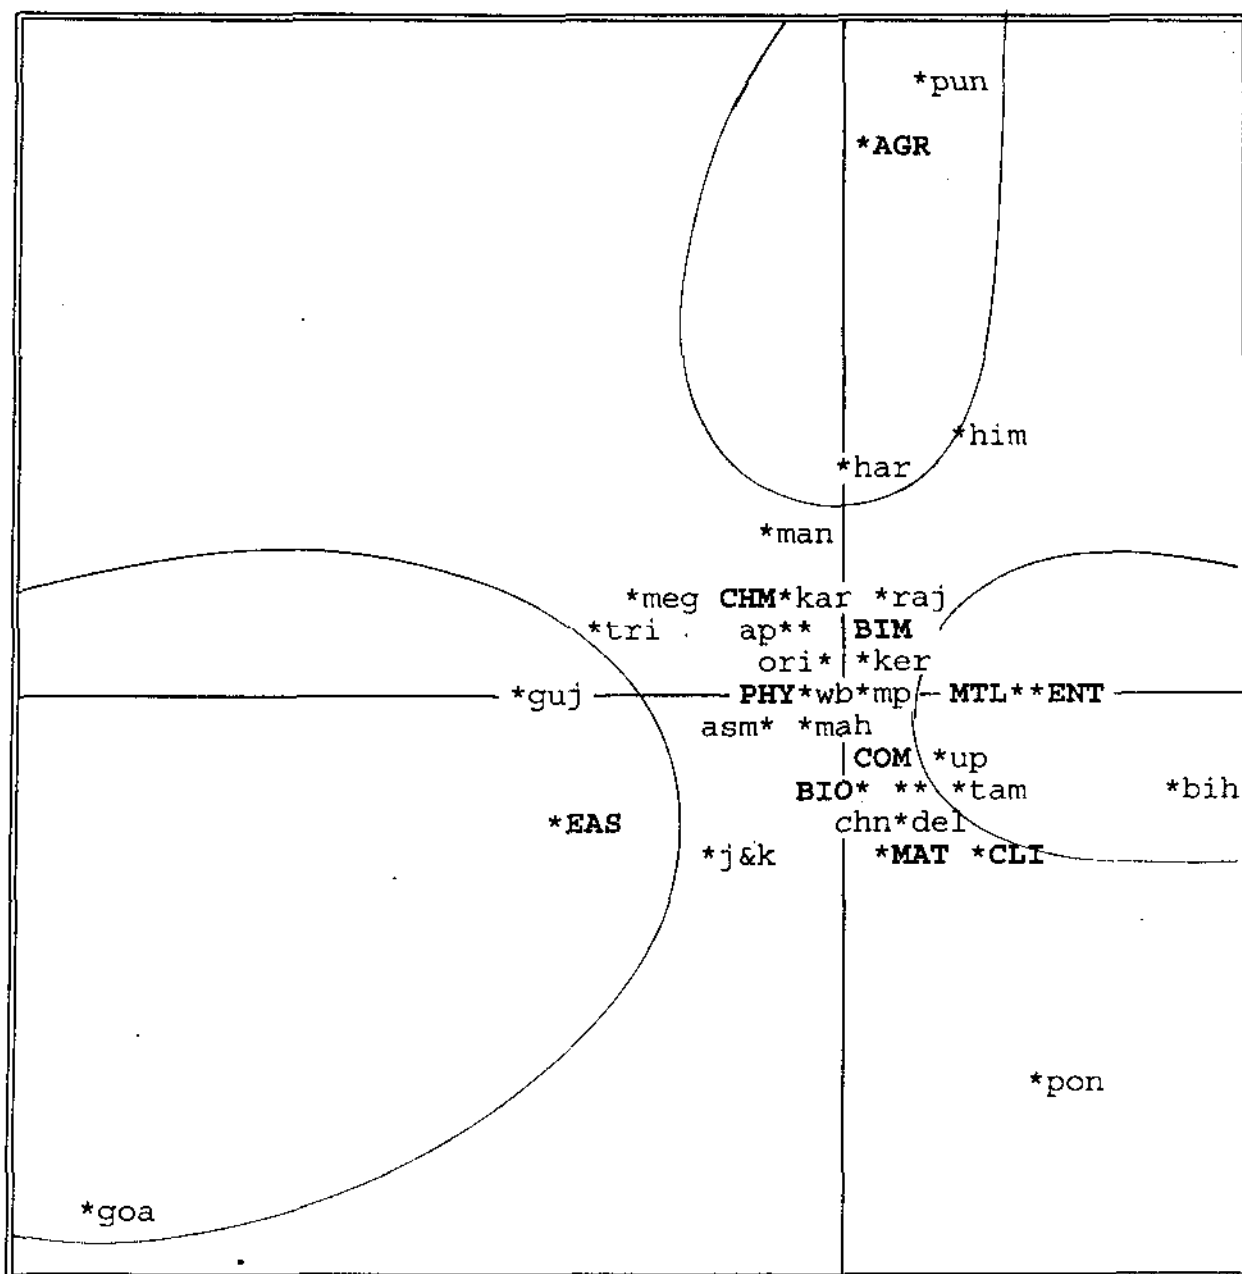 *pun
*AGR
*him
*har
*man
*meg CHM*kar *raj
*tri ap** BIM
ori* *ker
*guj PHY*wb*mp MTL**ENT
asm* *mah
COM *up
BIO* ** *tam *bih
*EAS chn*del
*j&k *MAT *CLI
*pon
*goa